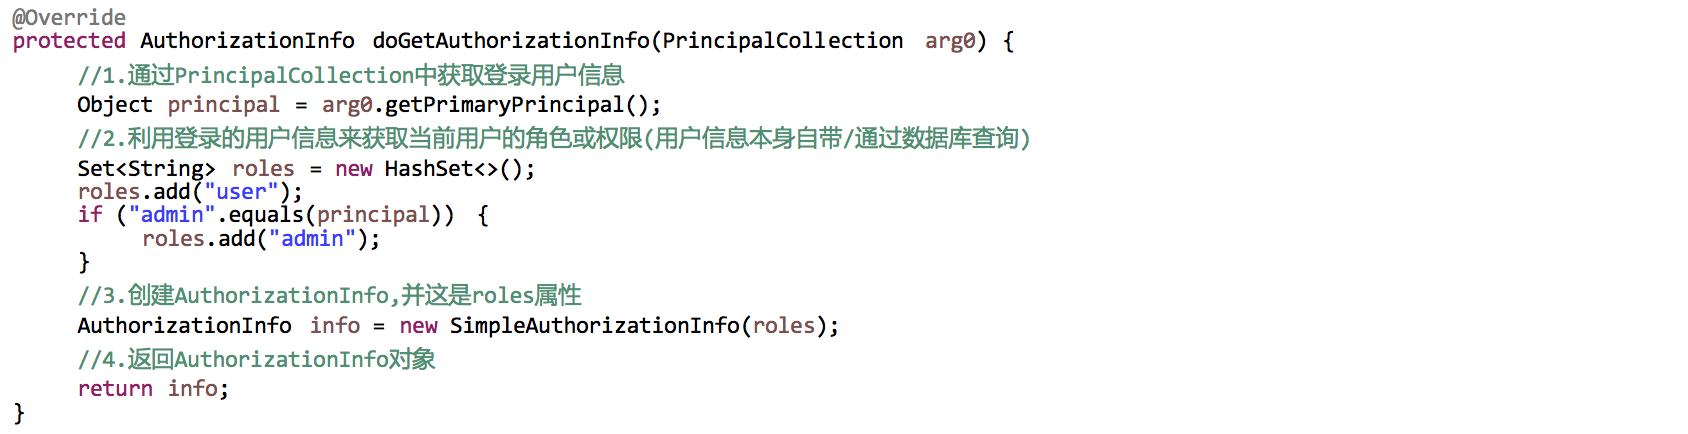 @Override
protected AuthorizationInfo doGetAuthorizationInfo(PrincipalCollection arg0) {
//1.通过PrincipalCollection中获取登录用户信息
Object principal = arg0.getPrimaryPrincipal();
//2.利用登录的用户信息来获取当前用户的角色或权限(用户信息本身自带/通过数据库查询)
Set<String> roles = new HashSet<>();
roles.add("user");
if ("admin".equals(principal)) {
roles.add("admin");
}
//3.创建AuthorizationInfo,并这是roles属性
AuthorizationInfo info = new SimpleAuthorizationInfo(roles);
//4.返回AuthorizationInfo对象
return info;
}